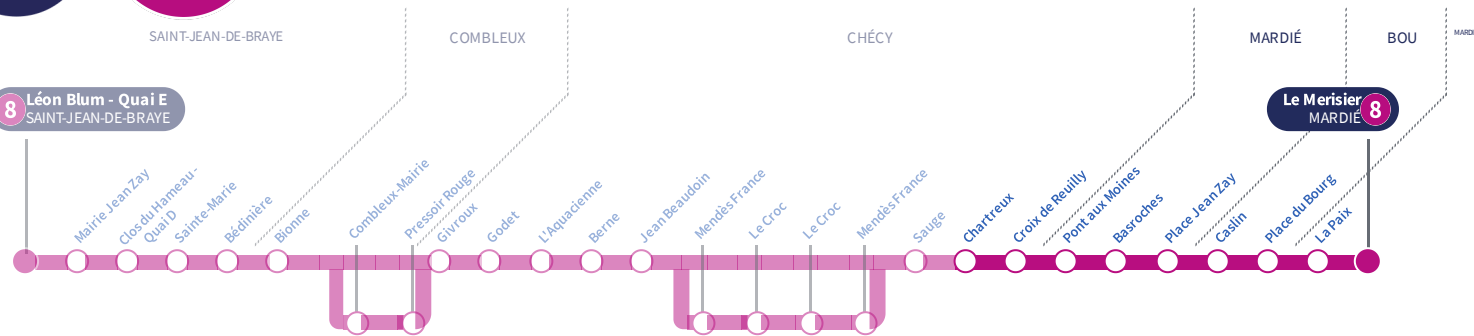 SAINT-JEAN-DE-BRAYE
COMBLEUX
CHÉCY
MARDIÉ
BOU
MARDI
8
Léon Blum - Quai E
SAINT-JEAN-DE-BRAYE
Le Merisier
MARDIÉ
8
Mairie Jean Zay
Clos du Hameau -
Quai D
Sainte-Marie
Bédinière
Bionne
Combleux-Mairie
Pressoir Rouge
Givroux
Godet
L'Aquacienne
Berne
Jean Beaudoin
Mendès France
Le Croc
Le Croc
Mendès France
Sauge
Chartreux
Croix de Reuilly
Pont aux Moines
Basroches
Place Jean Zay
Caslin
Place du Bourg
La Paix